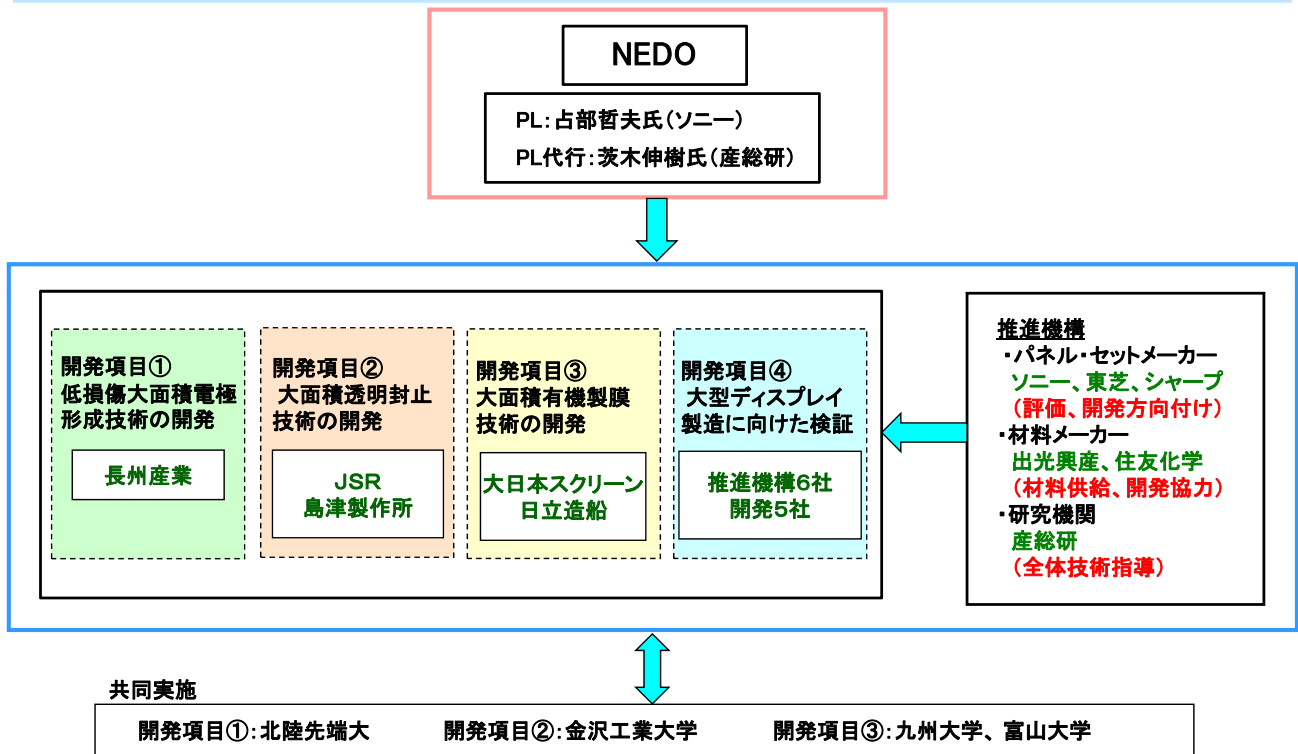 NEDO
PL:占部哲夫氏(ソニー)
PL代行:茨木伸樹氏(産総研)
開発項目①
低損傷大面積電極
形成技術の開発
長州産業
開発項目②
大面積透明封止
技術の開発
JSR
島津製作所
開発項目③
大面積有機製膜
技術の開発
大日本スクリーン
日立造船
開発項目④
大型ディスプレイ
製造に向けた検証
推進機構6社
開発5社
推進機構
・パネル・セットメーカー
ソニー、東芝、シャープ
(評価、開発方向付け)
・材料メーカー
出光興産、住友化学
(材料供給、開発協力)
・研究機関
産総研
(全体技術指導)
共同実施
開発項目①:北陸先端大 開発項目②:金沢工業大学 開発項目③:九州大学、富山大学